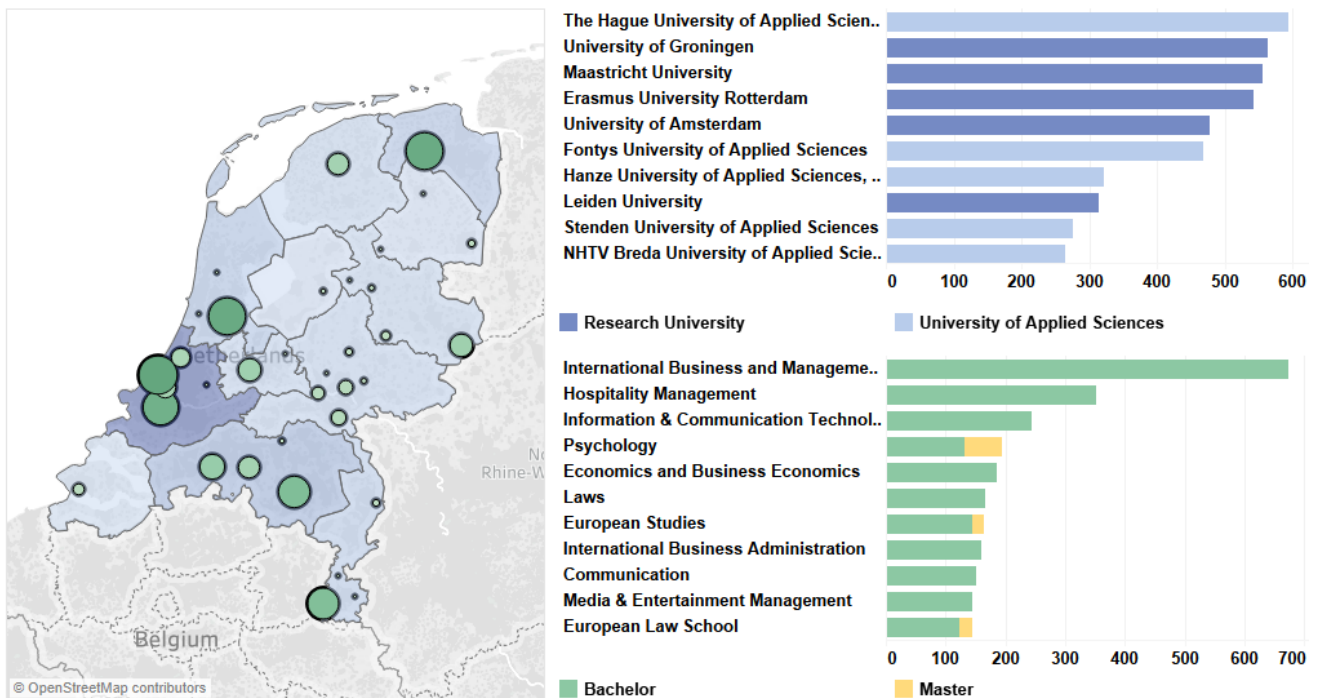 The Hague University of Applied Scien..
University of Groningen
Maastricht University
Erasmus University Rotterdam
University of Amsterdam
Fontys University of Applied Sciences
Hanze University of Applied Sciences, ..
Leiden University
Stenden University of Applied Sciences
NHTV Breda University of Applied Scie..
0 100 200 300 400 500 600
Research University
University of Applied Sciences
International Business and Manageme..
Hospitality Management
Information & Communication Technol..
Psychology
Economics and Business Economics
Laws
European Studies
International Business Administration
Communication
Media & Entertainment Management
European Law School
0 100 200 300 400 500 600 700
Bachelor
Master
etherlands
No
Rhine-W
Belgium
© OpenStreetMap contributors